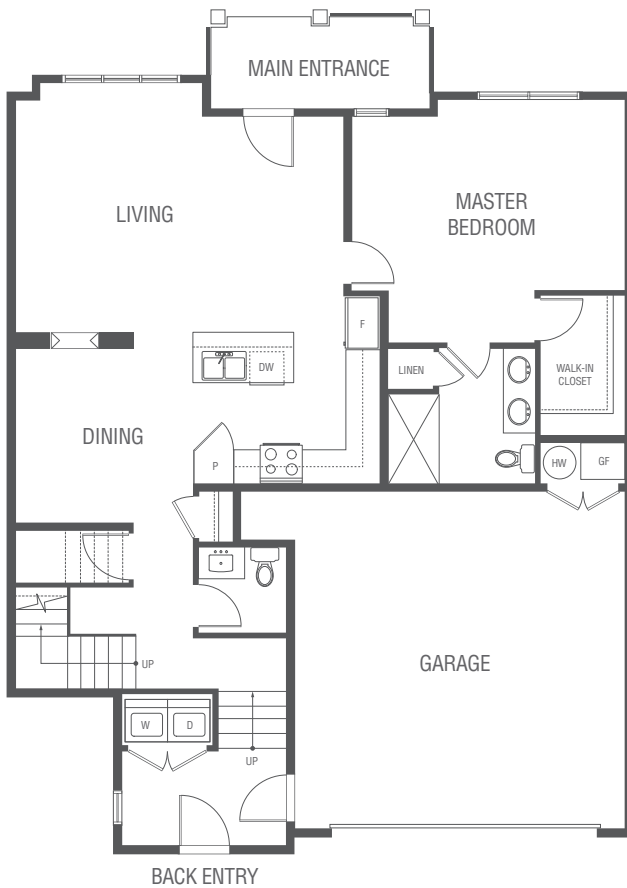 MAIN ENTRANCE
LIVING
MASTER
BEDROOM
F
DW
LINEN
WALK-IN
CLOSET
DINING
P
HW
GF
GARAGE
UP
W
D
UP
BACK ENTRY